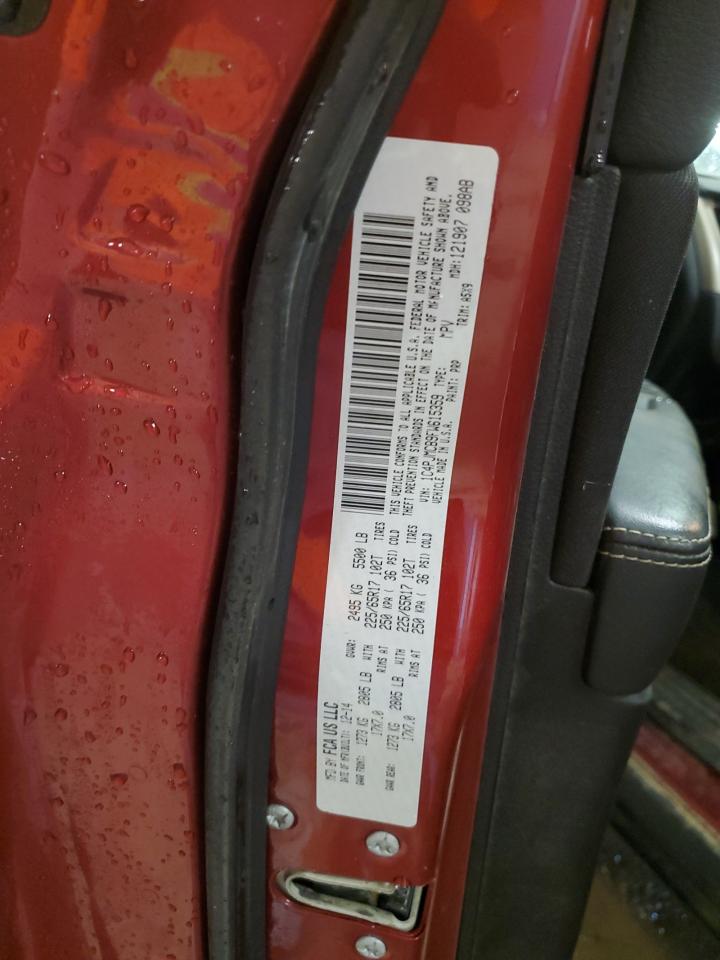 MFD BY FCA US LLC
DATE OF MFR(BUILT): 12-14 GVWR: 2495 KG 5500 LB
GAWR FRONT: 1273 KG 2805 LB WITH 225/65R17 102T TIRES
17X7.0 RIMS AT 250 KPA ( 36 PSI) COLD
GAWR REAR: 1273 KG 2805 LB WITH 225/65R17 102T TIRES
17X7.0 RIMS AT 250 KPA ( 36 PSI) COLD
THIS VEHICLE CONFORMS TO ALL APPLICABLE U.S.A. FEDERAL MOTOR VEHICLE SAFETY AND
THEFT PREVENTION STANDARDS IN EFFECT ON THE DATE OF MANUFACTURE SHOWN ABOVE.
VIN: 1C4PJMCB9FW615359 TYPE: MPV MDH:121907 098AB
VEHICLE MADE IN U.S.A. PAINT: PRP TRIM: A5X9